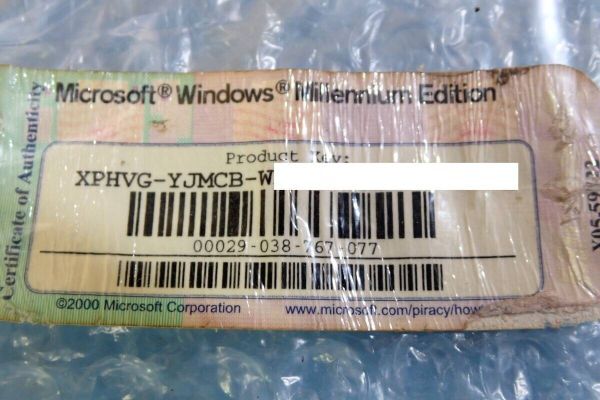 Certificate of Authenticity
Microsoft® Windows® Millennium Edition
Product Key:
XPHVG-YJMCB-W
00029-038-767-077
©2000 Microsoft Corporation
www.microsoft.com/piracy/how